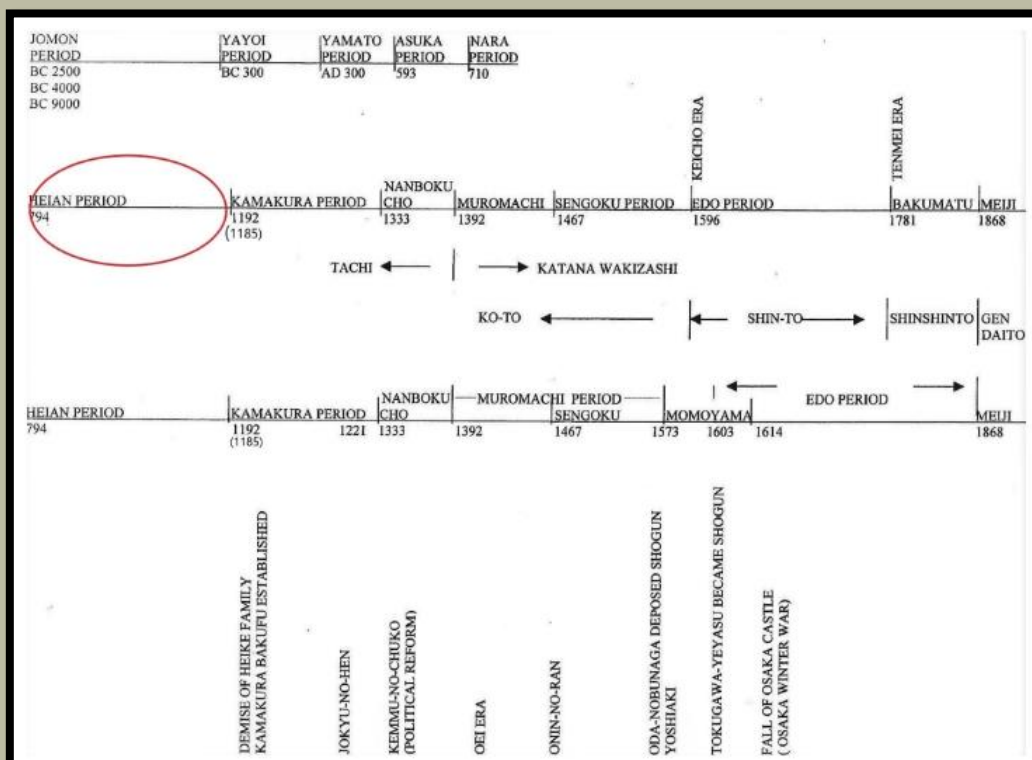 JOMON PERIOD
BC 2500
BC 4000
BC 9000
YAYOI PERIOD
BC 300
YAMATO PERIOD
AD 300
ASUKA PERIOD
593
NARA PERIOD
710
KEICHO ERA
TENMEI ERA
HEIAN PERIOD
794
KAMAKURA PERIOD
1192
(1185)
NANBOKU
CHO
1333
MUROMACHI
1392
SENGOKU PERIOD
1467
EDO PERIOD
1596
BAKUMATU
1781
MEIJI
1868
TACHI
KATANA WAKIZASHI
KO-TO
SHIN-TO
SHINSHINTO
GEN
DAITO
HEIAN PERIOD
794
KAMAKURA PERIOD
1192
(1185)
1221
NANBOKU
CHO
1333
MUROMACHI PERIOD
1392
SENGOKU
1467
MOMOYAMA
1573
1603
1614
EDO PERIOD
MEIJI
1868
DEMISE OF HEIKE FAMILY
KAMAKURA BAKUFU ESTABLISHED
JOKYU-NO-HEN
KEMMU-NO-CHUKO
(POLITICAL REFORM)
OEI ERA
ONIN-NO-RAN
ODA-NOBUNAGA DEPOSED SHOGUN
YOSHIAKI
TOKUGAWA-YEYASU BECAME SHOGUN
FALL OF OSAKA CASTLE
( OSAKA WINTER WAR)